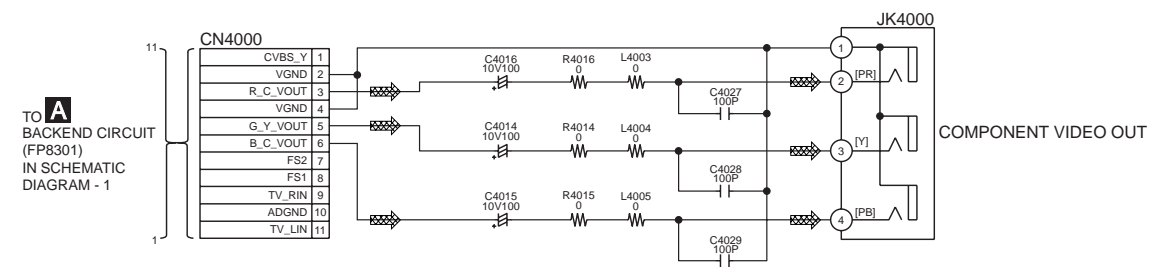 JK4000
CN4000
11
CVBS_Y 1
VGND 2
R_C_VOUT 3
VGND 4
G_Y_VOUT 5
B_C_VOUT 6
FS2 7
FS1 8
TV_RIN 9
ADGND 10
TV_LIN 11
1
TO A
BACKEND CIRCUIT
(FP8301)
IN SCHEMATIC
DIAGRAM - 1
C4016
10V100
+
R4016
0
L4003
0
C4027
100P
C4014
10V100
+
R4014
0
L4004
0
C4028
100P
C4015
10V100
+
R4015
0
L4005
0
C4029
100P
1
2 [PR]
3 [Y]
4 [PB]
COMPONENT VIDEO OUT